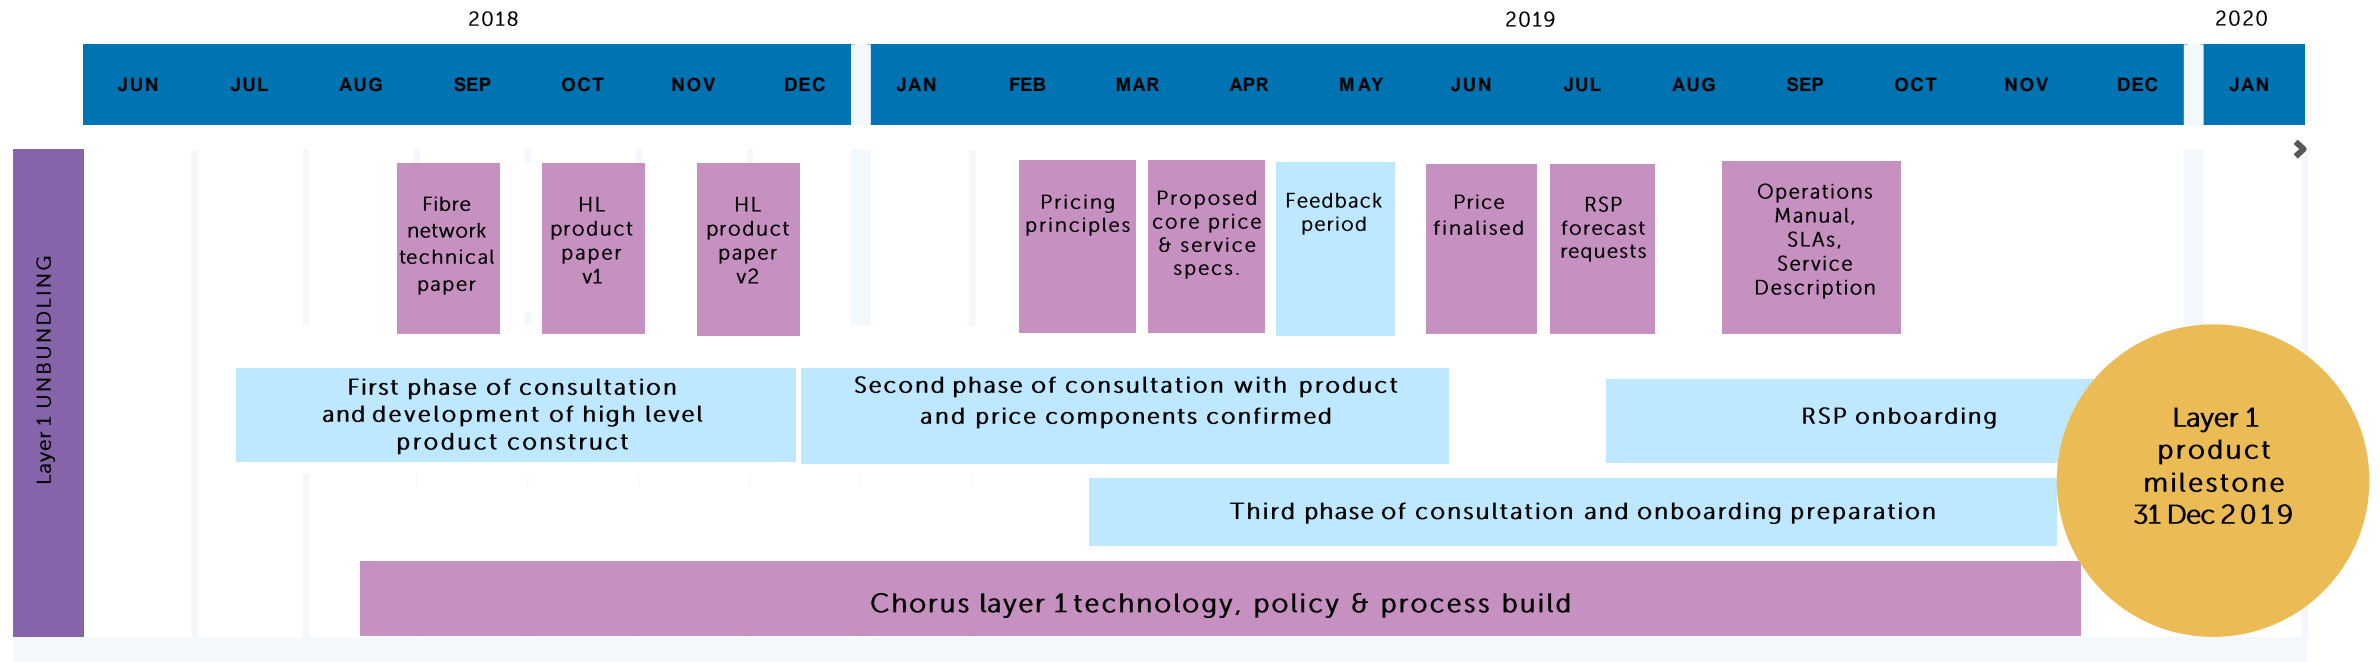 2018
2019
2020
JUN JUL AUG SEP OCT NOV DEC JAN FEB MAR APR MAY JUN JUL AUG SEP OCT NOV DEC JAN
Layer 1 UNBUNDLING
Fibre
network
technical
paper
HL
product
paper
v1
HL
product
paper
v2
Pricing
principles
Proposed
core price
& service
specs.
Feedback
period
Price
finalised
RSP
forecast
requests
Operations
Manual,
SLAs,
Service
Description
First phase of consultation
and development of high level
product construct
Second phase of consultation with product
and price components confirmed
RSP onboarding
Third phase of consultation and onboarding preparation
Chorus layer 1 technology, policy & process build
Layer 1
product
milestone
31 Dec 2019